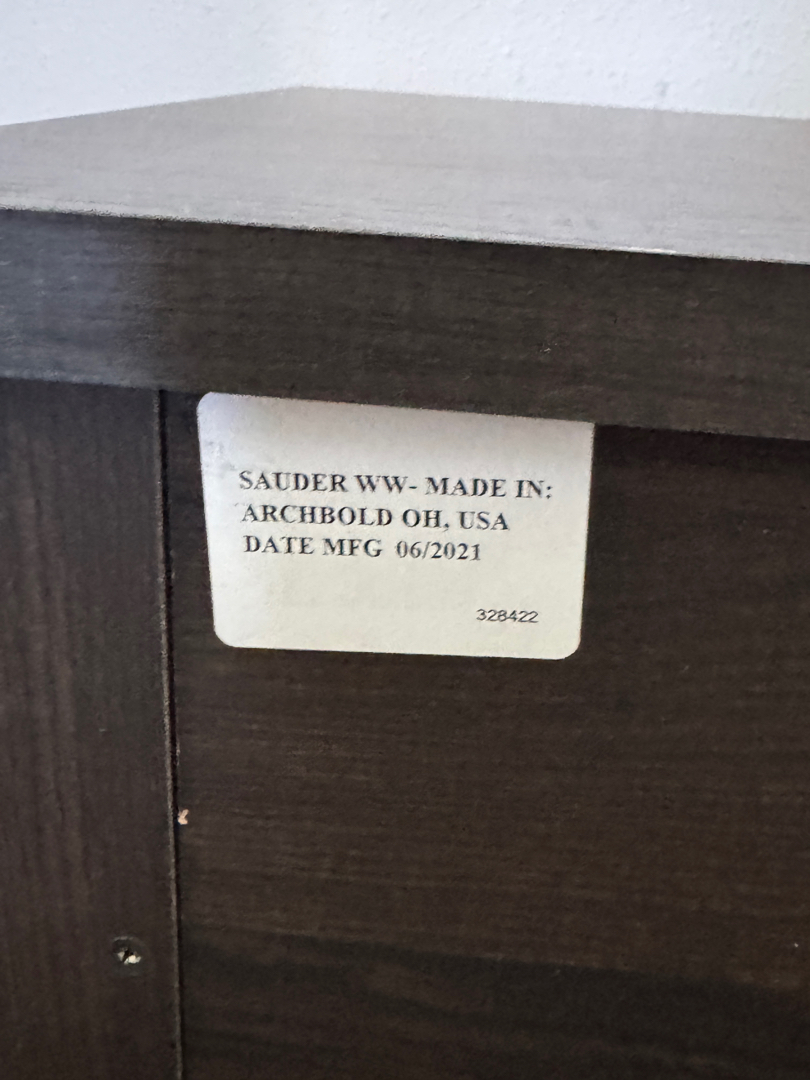 SAUDER WW- MADE IN:
ARCHBOLD OH, USA
DATE MFG 06/2021
328422